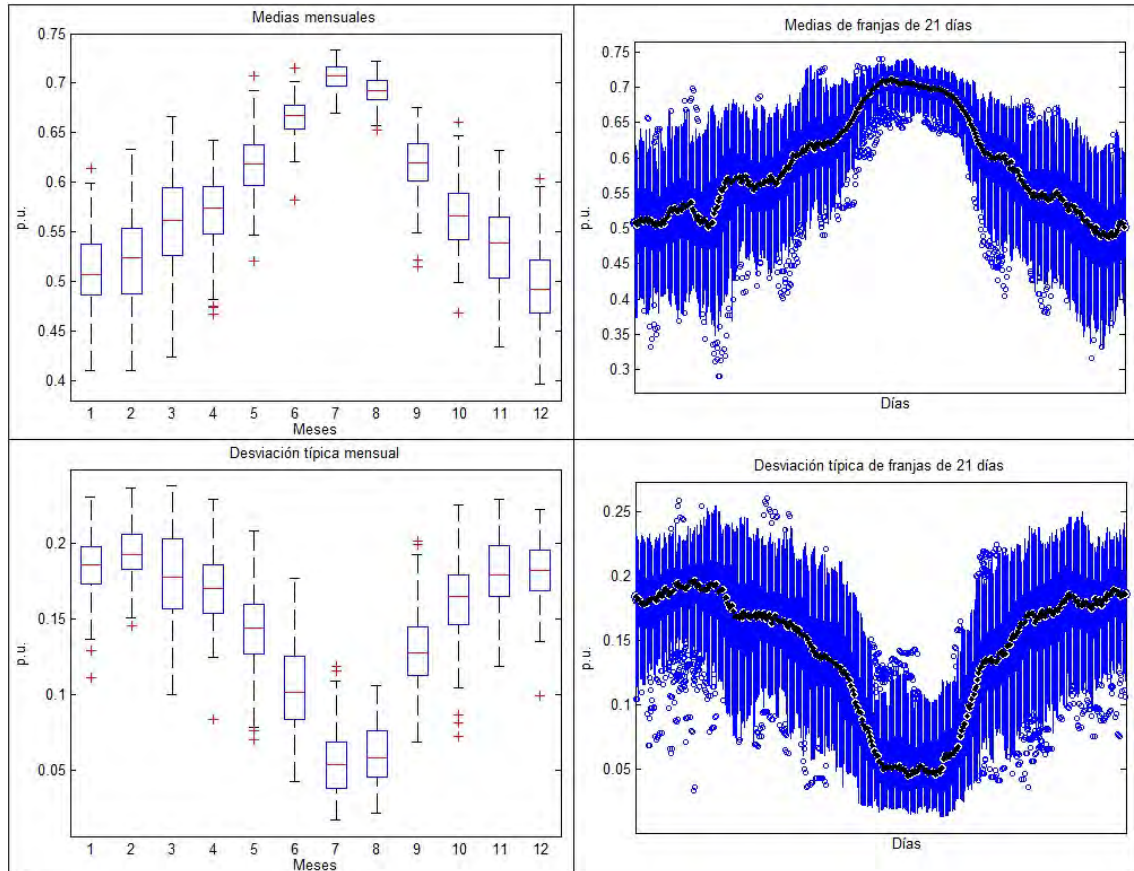 Medias mensuales
0.75
0.7
0.65
0.6
0.55
0.5
0.45
0.4
p.u.
1 2 3 4 5 6 7 8 9 10 11 12
Meses
Medias de franjas de 21 días
0.75
0.7
0.65
0.6
0.55
0.5
0.45
0.4
0.35
0.3
p.u.
Días
Desviación típica mensual
0.2
0.15
0.1
0.05
p.u.
1 2 3 4 5 6 7 8 9 10 11 12
Meses
Desviación típica de franjas de 21 días
0.25
0.2
0.15
0.1
0.05
p.u.
Días